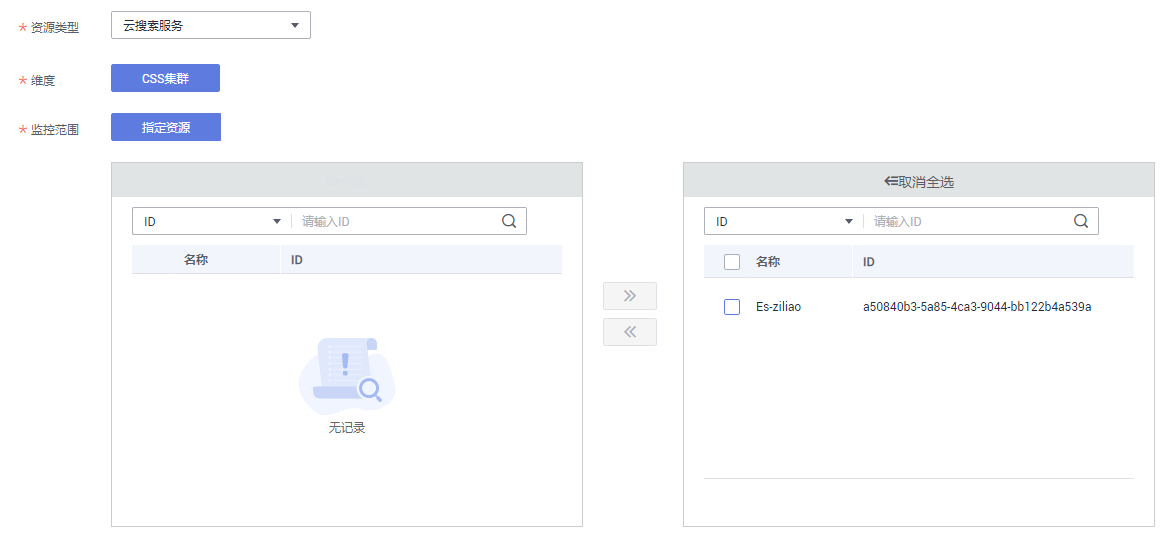 * 资源类型 云搜索服务
* 维度 CSS集群
* 监控范围 指定资源
ID 请输入ID
名称 ID
无记录
取消全选
ID 请输入ID
名称 ID
Es-ziliao a50840b3-5a85-4ca3-9044-bb122b4a539a